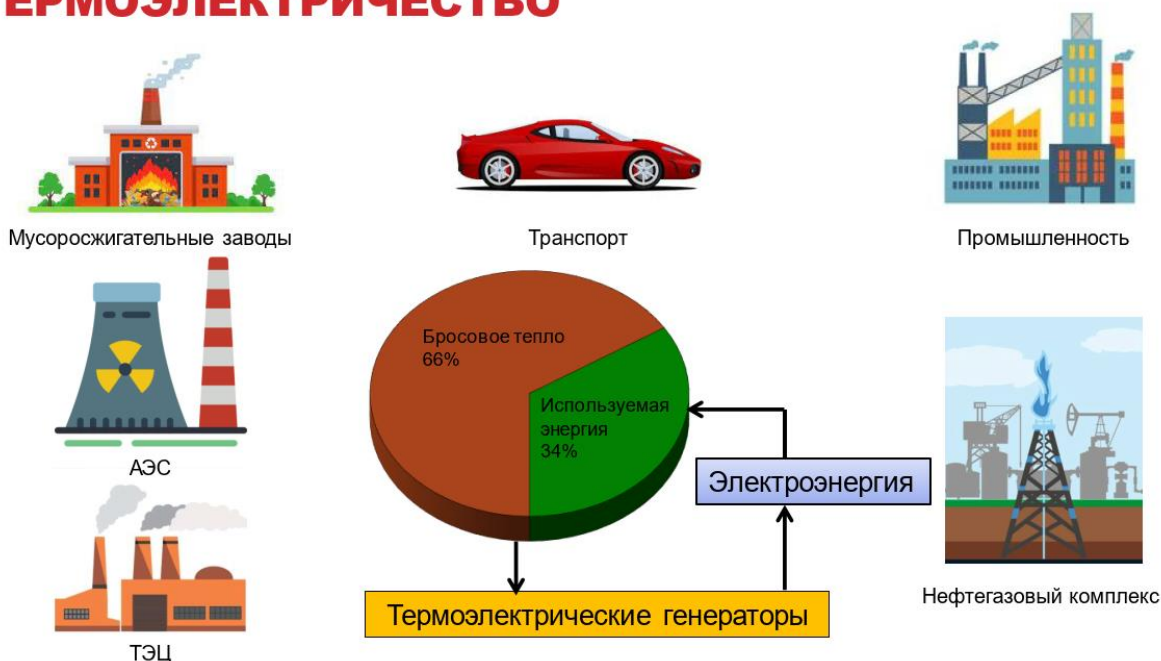 ЕРМОЭЛЕКТРИЧЕСТВО
Мусоросжигательные заводы
Транспорт
Промышленность
Бросовое тепло
66%
Используемая
энергия
34%
АЭС
Электроэнергия
Термоэлектрические генераторы
Нефтегазовый комплекс
ТЭЦ